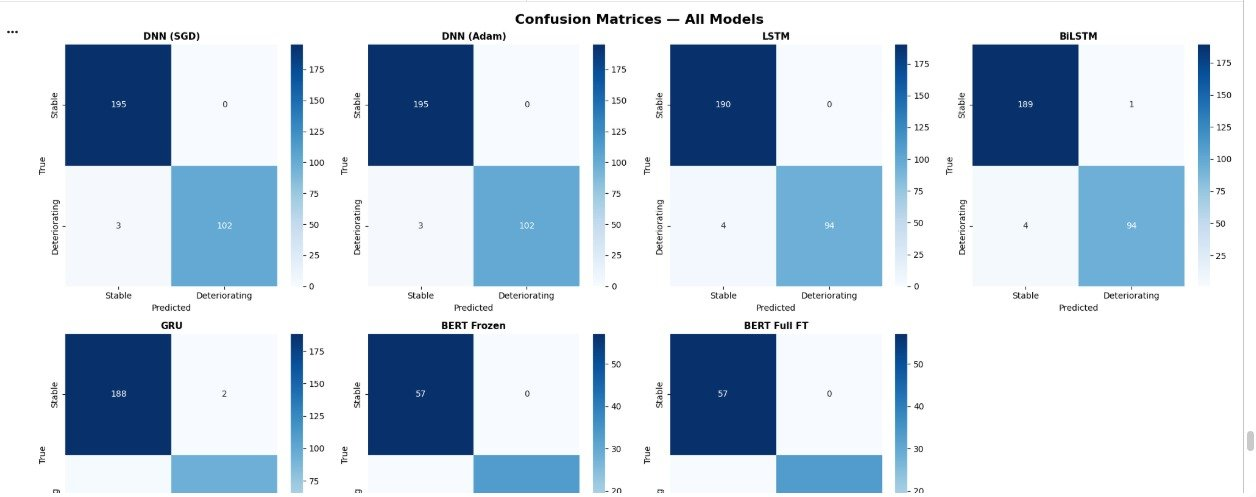 Confusion Matrices — All Models
...
DNN (SGD)
Stable
Deteriorating
True
195 0
3 102
Stable Deteriorating
Predicted
175
150
125
100
75
50
25
0
DNN (Adam)
Stable
Deteriorating
True
195 0
3 102
Stable Deteriorating
Predicted
175
150
125
100
75
50
25
0
LSTM
Stable
Deteriorating
True
190 0
4 94
Stable Deteriorating
Predicted
175
150
125
100
75
50
25
0
BiLSTM
Stable
Deteriorating
True
189 1
4 94
Stable Deteriorating
Predicted
175
150
125
100
75
50
25
GRU
Stable
True
188 2
175
150
125
100
75
BERT Frozen
Stable
True
57 0
50
40
30
20
BERT Full FT
Stable
True
57 0
50
40
30
20